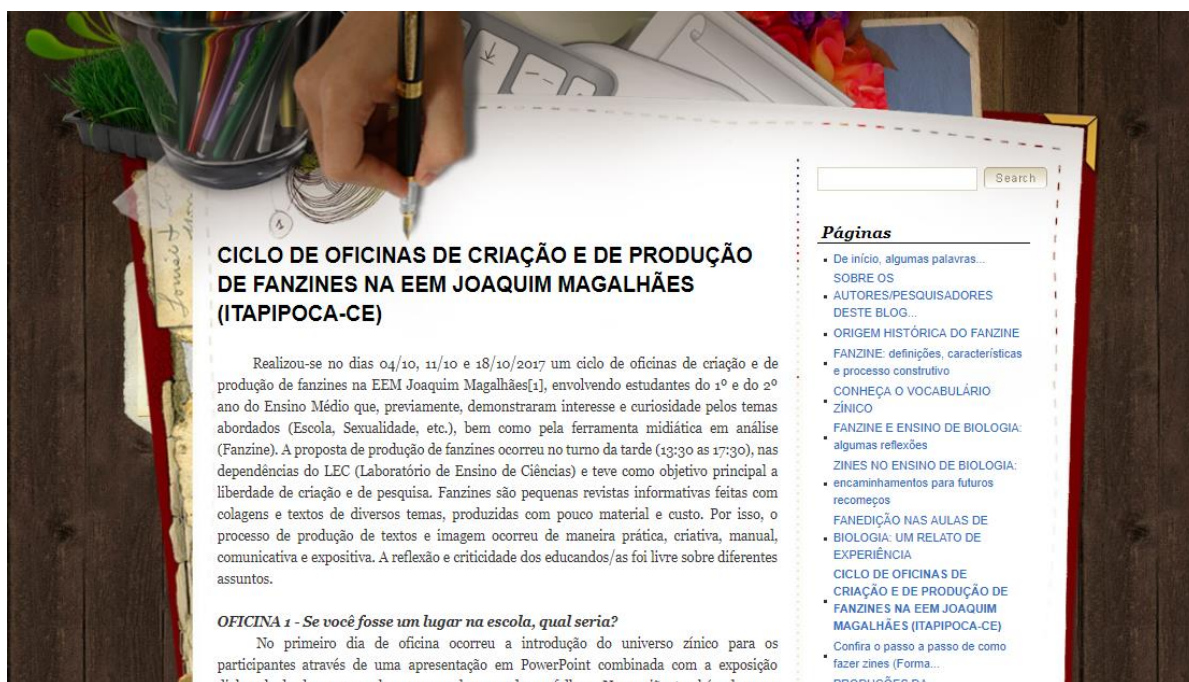 CICLO DE OFICINAS DE CRIAÇÃO E DE PRODUÇÃO
DE FANZINES NA EEM JOAQUIM MAGALHÃES
(ITAPIPOCA-CE)
Realizou-se no dias 04/10, 11/10 e 18/10/2017 um ciclo de oficinas de criação e de
produção de fanzines na EEM Joaquim Magalhães[1], envolvendo estudantes do 1º e do 2º
ano do Ensino Médio que, previamente, demonstraram interesse e curiosidade pelos temas
abordados (Escola, Sexualidade, etc.), bem como pela ferramenta midiática em análise
(Fanzine). A proposta de produção de fanzines ocorreu no turno da tarde (13:30 as 17:30), nas
dependências do LEC (Laboratório de Ensino de Ciências) e teve como objetivo principal a
liberdade de criação e de pesquisa. Fanzines são pequenas revistas informativas feitas com
colagens e textos de diversos temas, produzidas com pouco material e custo. Por isso, o
processo de produção de textos e imagem ocorreu de maneira prática, criativa, manual,
comunicativa e expositiva. A reflexão e criticidade dos educandos/as foi livre sobre diferentes
assuntos.
OFICINA 1 - Se você fosse um lugar na escola, qual seria?
No primeiro dia de oficina ocorreu a introdução do universo zínico para os
participantes através de uma apresentação em PowerPoint combinada com a exposição
Search
Páginas
De início, algumas palavras...
SOBRE OS
AUTORES/PESQUISADORES
DESTE BLOG...
ORIGEM HISTÓRICA DO FANZINE
FANZINE: definições, características
e processo construtivo
CONHEÇA O VOCABULÁRIO
ZÍNICO
FANZINE E ENSINO DE BIOLOGIA:
algumas reflexões
ZINES NO ENSINO DE BIOLOGIA:
encaminhamentos para futuros
recomeços
FANEDIÇÃO NAS AULAS DE
BIOLOGIA: UM RELATO DE
EXPERIÊNCIA
CICLO DE OFICINAS DE
CRIAÇÃO E DE PRODUÇÃO DE
FANZINES NA EEM JOAQUIM
MAGALHÃES (ITAPIPOCA-CE)
Confira o passo a passo de como
fazer zines (Forma...